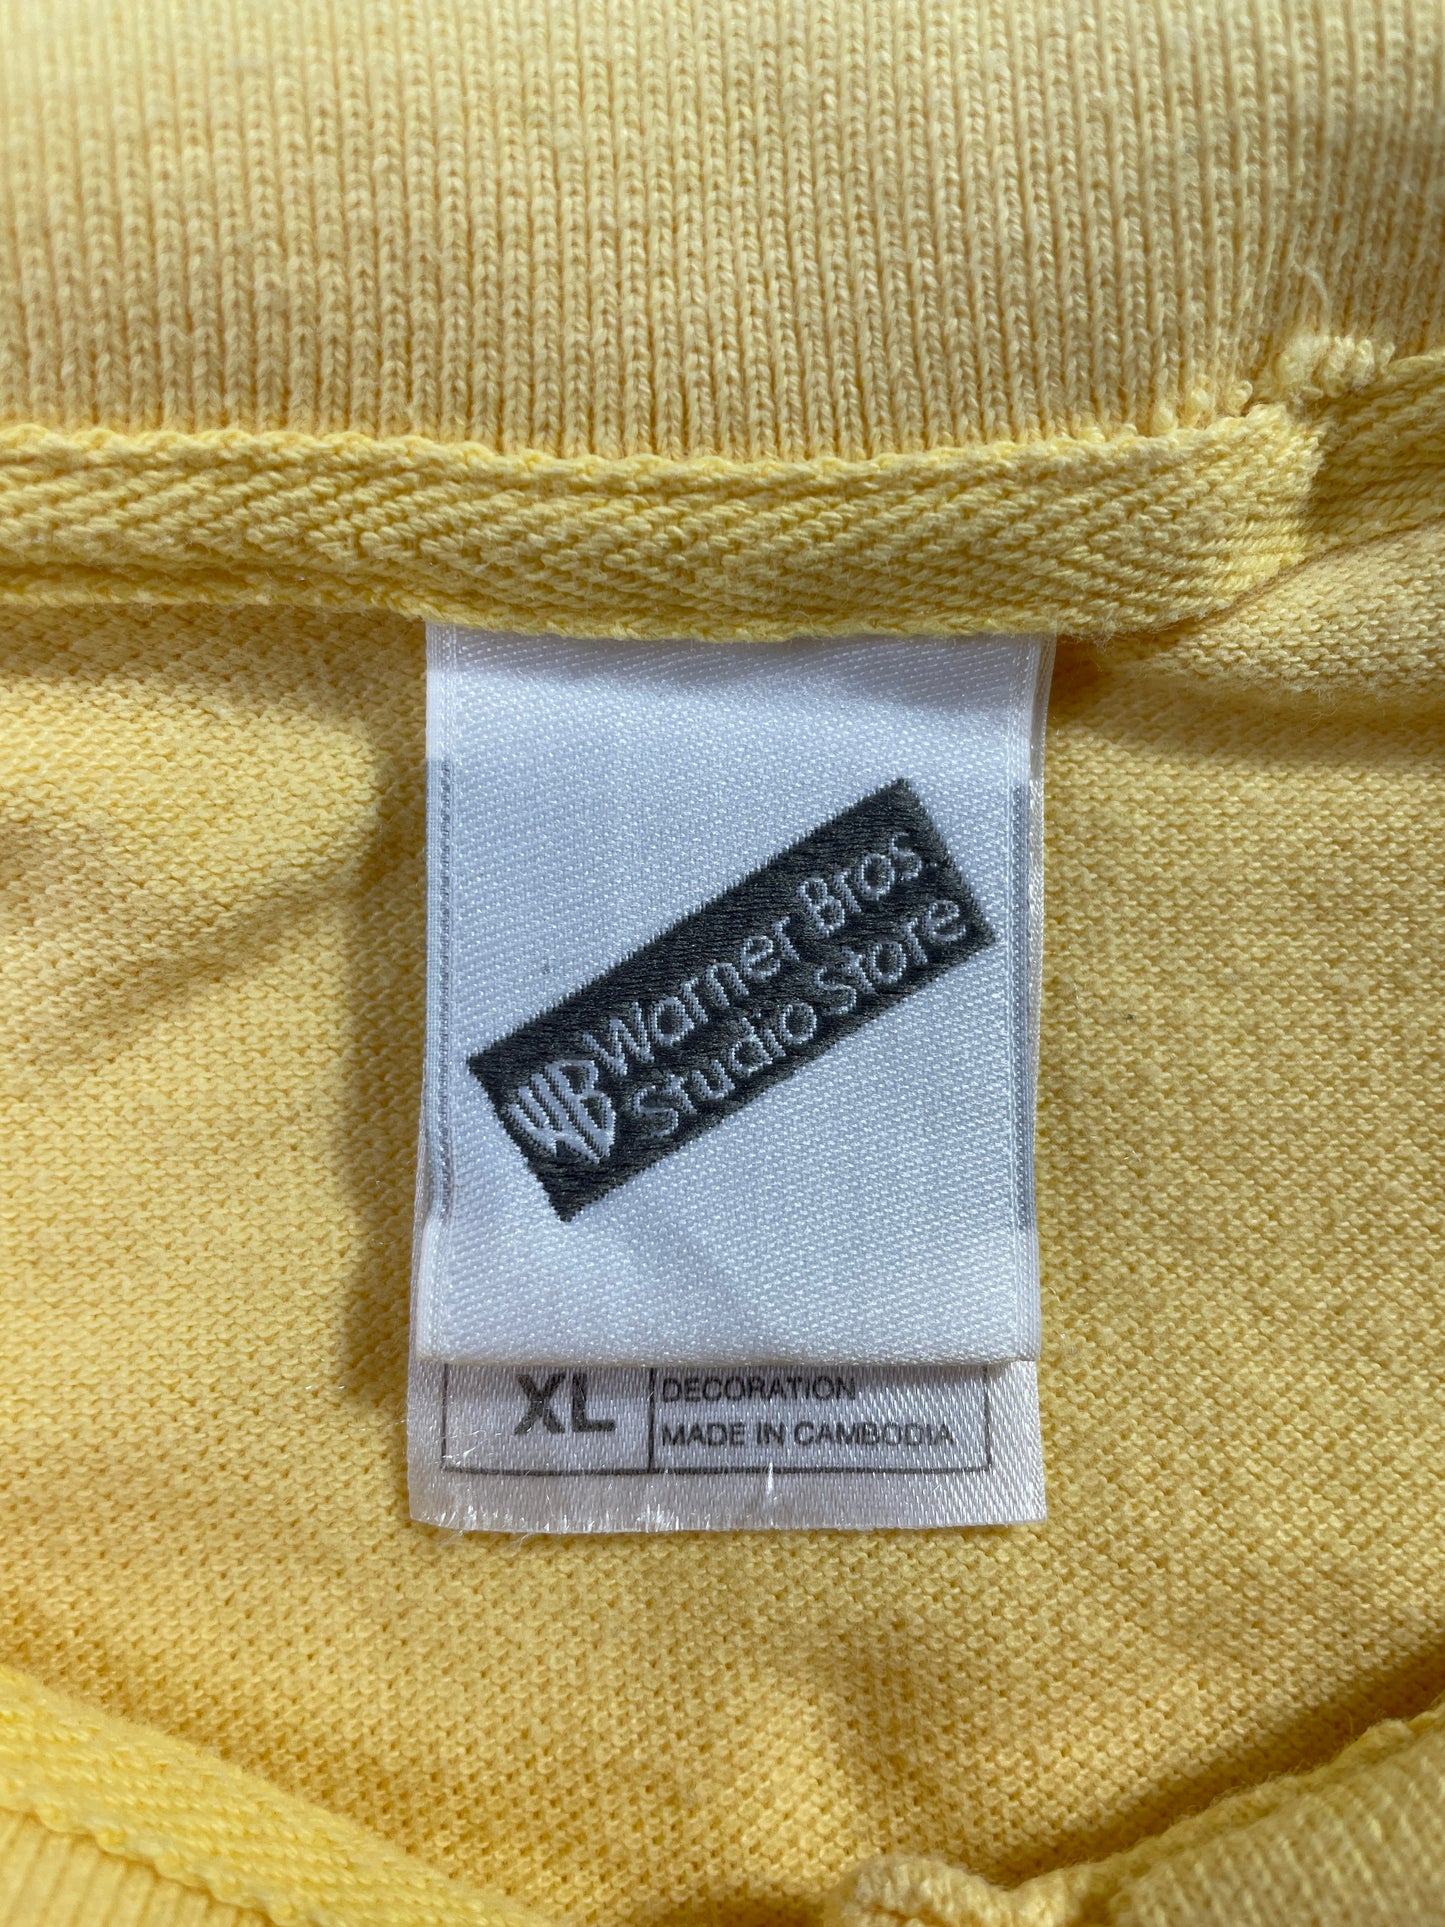 WB Warner Bros
Studio Store
XL
DECORATION
MADE IN CAMBODIA